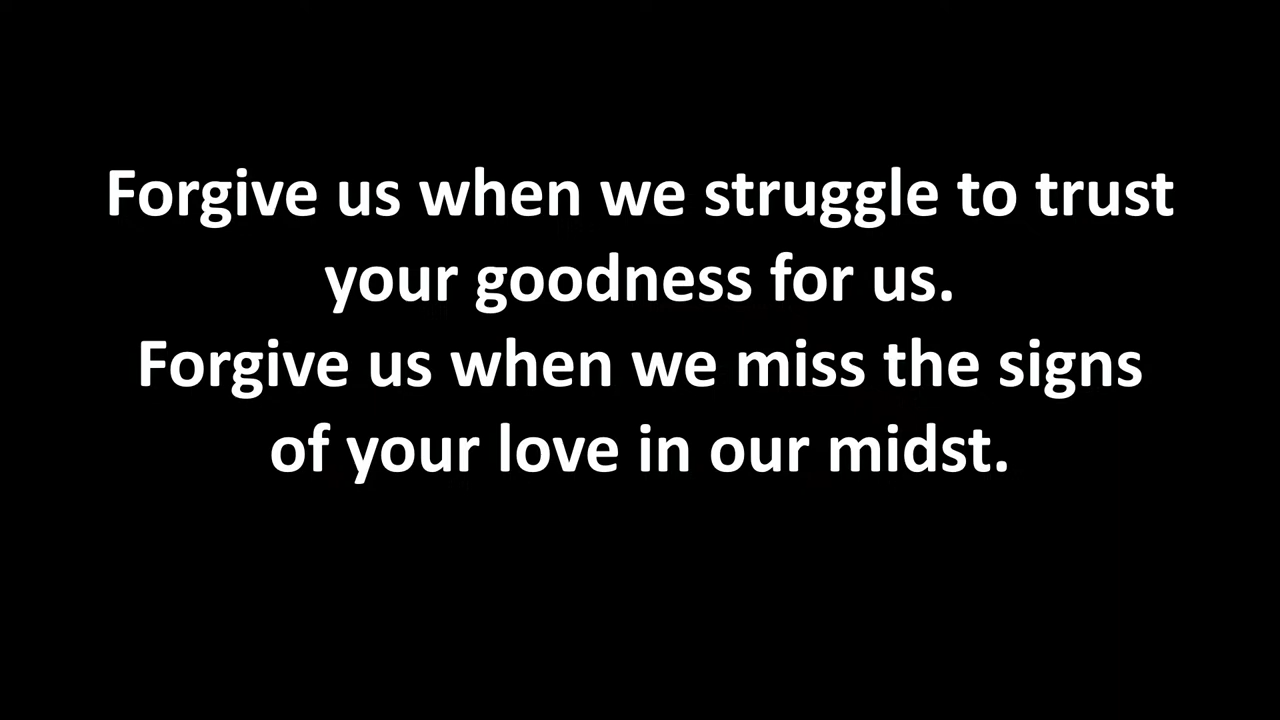 Forgive us when we struggle to trust
your goodness for us.
Forgive us when we miss the signs
of your love in our midst.